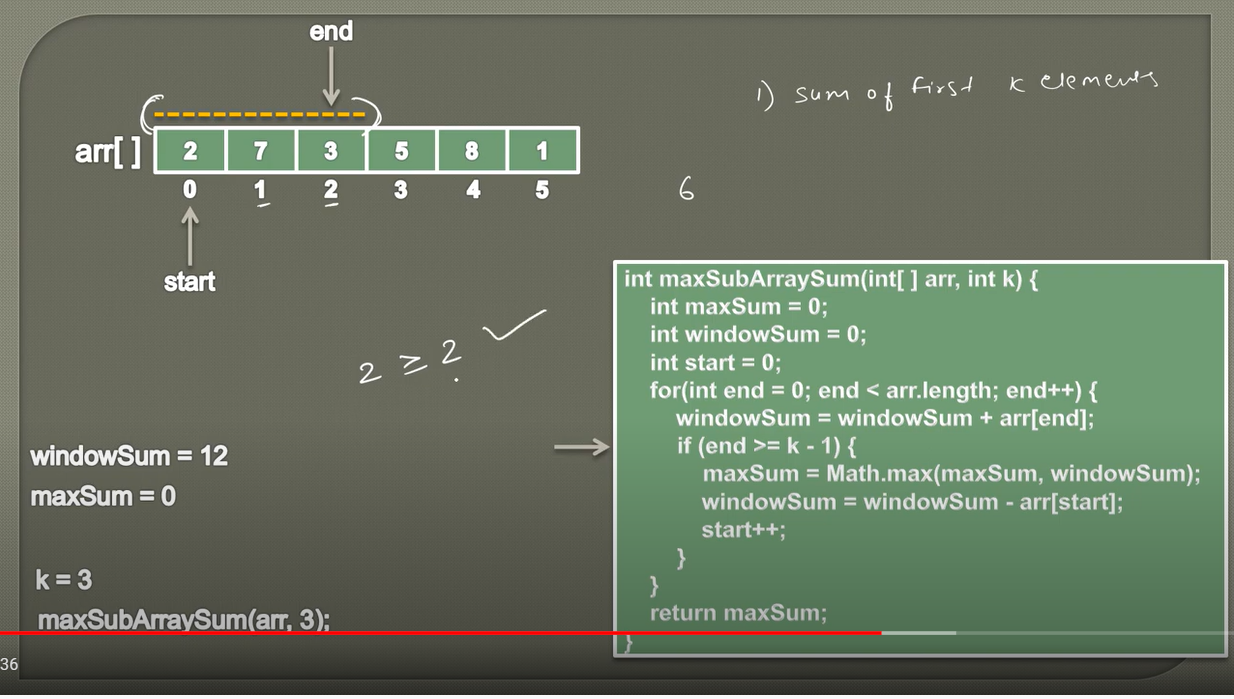 end
1) sum of first k elements
arr[ ] 2 7 3 5 8 1
0 1 2 3 4 5
6
start
2 ≥ 2 ✓
windowSum = 12
maxSum = 0
k = 3
maxSubArraySum(arr, 3);
int maxSubArraySum(int[ ] arr, int k) {
int maxSum = 0;
int windowSum = 0;
int start = 0;
for(int end = 0; end < arr.length; end++) {
windowSum = windowSum + arr[end];
if (end >= k - 1) {
maxSum = Math.max(maxSum, windowSum);
windowSum = windowSum - arr[start];
start++;
}
}
return maxSum;
}
36